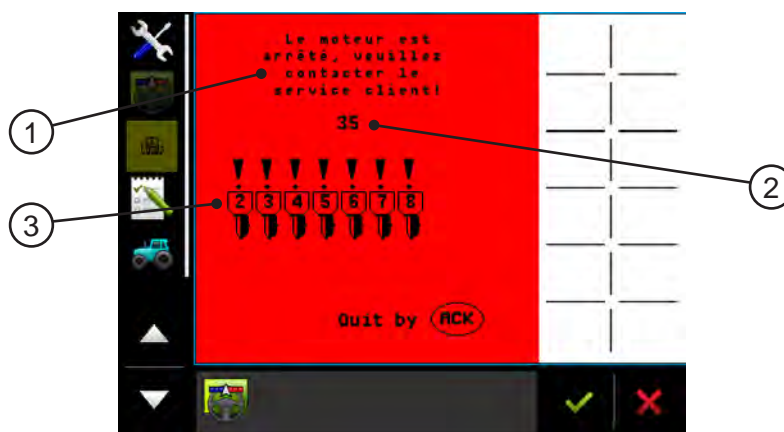 Le moteur est
arrêté, veuillez
contacter le
service client!
35
2 3 4 5 6 7 8
Quit by ACK
1
2
3